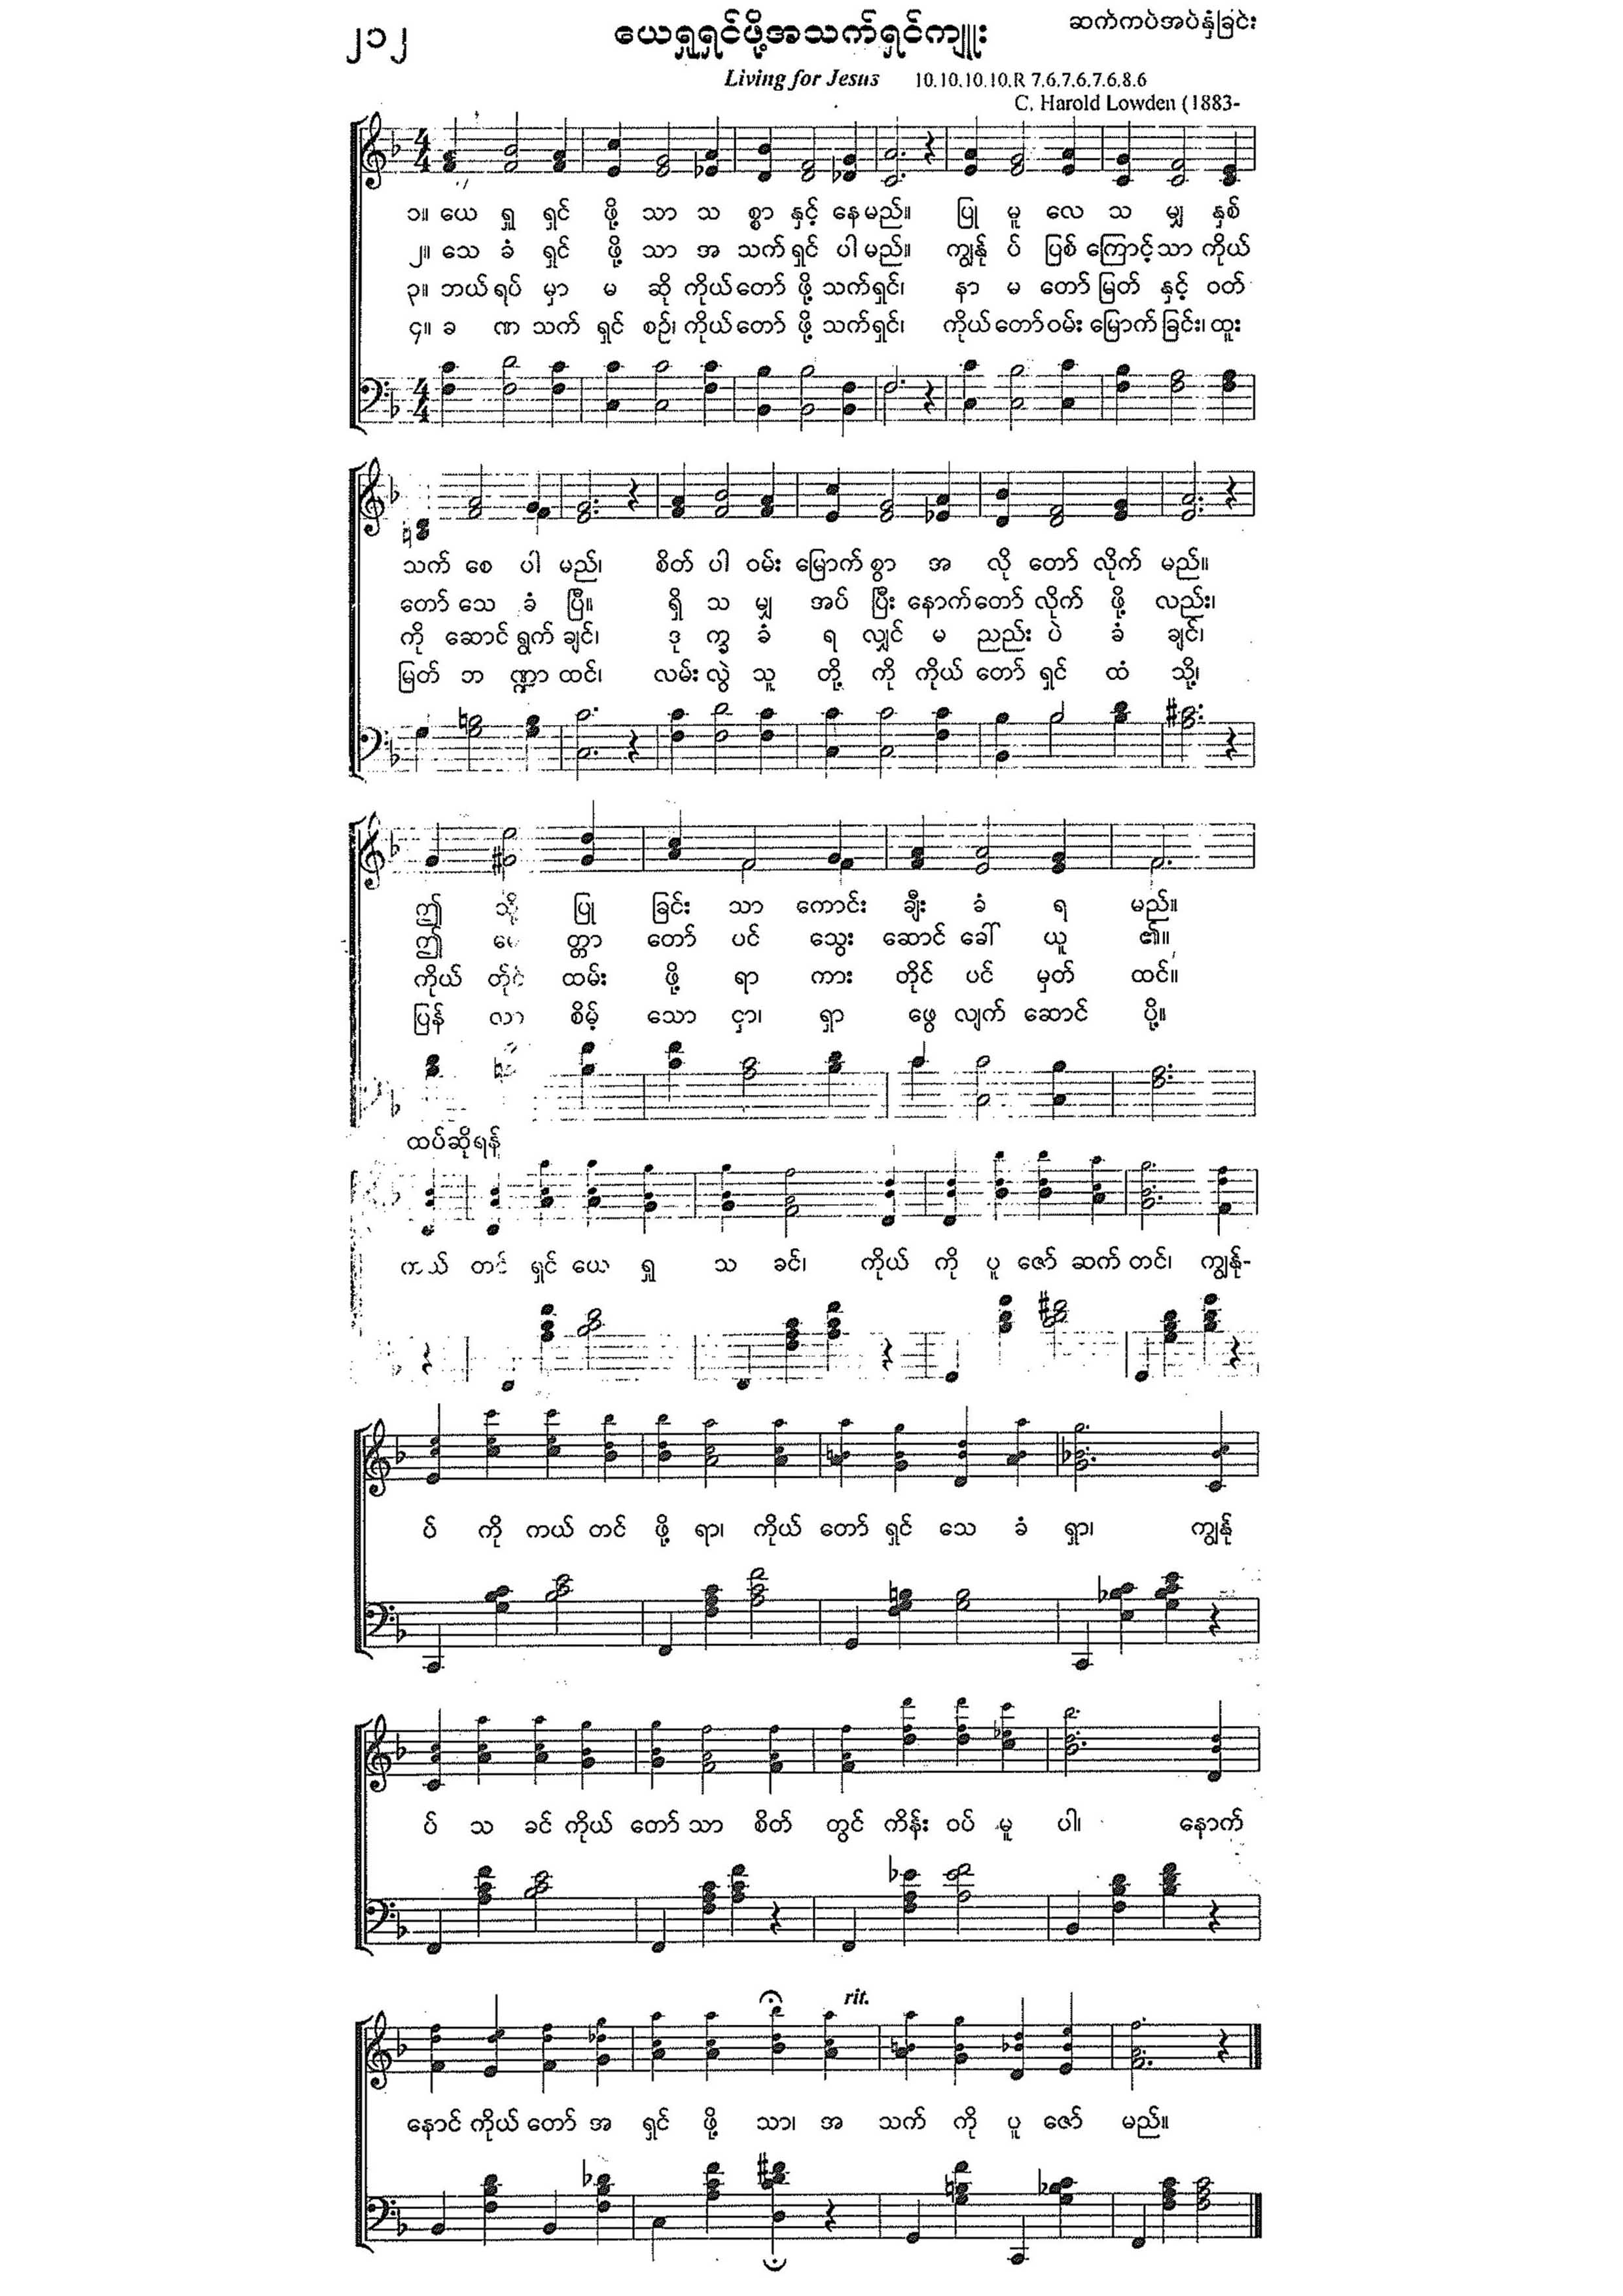 ၂၁၂
ယေရှုရှင်ဖို့အသက်ရှင်ကျူး
ဆက်ကပ်အပ်နှံခြင်း
Living for Jesus 10.10.10.10.R 7.6.7.6.7.6.8.6
C. Harold Lowden (1883-
၁။ ယေ ရှု ရှင် ဖို့ သာ သ စ္စာ နှင့် နေ မည်။ ပြု မူ လေ သ မျှ နှစ်
၂။ သေ ခံ ရှင် ဖို့ သာ အ သက် ရှင် ပါ မည်။ ကျွန်ု ပ် ပြစ် ကြောင့် သာ ကိုယ်
၃။ ဘယ် ရပ် မှာ မ ဆို ကိုယ် တော် ဖို့ သက် ရှင်၊ နာ မ တော် မြတ် နှင့် ဝတ်
၄။ ခ ဏ သက် ရှင် စဉ်၊ ကိုယ် တော် ဖို့ သက် ရှင်၊ ကိုယ် တော် ဝမ်း မြောက် ခြင်း၊ ထူး
သက် စေ ပါ မည်၊ စိတ် ပါ ဝမ်း မြောက် စွာ အ လို တော် လိုက် မည်။
တော် သေ ခံ ပြီ။ ရှိ သ မျှ အပ် ပြီး နောက် တော် လိုက် ဖို့ လည်း၊
ကို ဆောင် ရွက် ချင်၊ ဒု က္ခ ခံ ရ လျှင် မ ညည်း ပဲ ခံ ချင်၊
မြတ် ဘ ဏ္ဍာ ထင်၊ လမ်း လွဲ သူ တို့ ကို ကိုယ် တော် ရှင် ထံ သို့၊
ဤ သို့ ပြု ခြင်း သာ ကောင်း ချီး ခံ ရ မည်။
ဤ မေ တ္တာ တော် ပင် သွေး ဆောင် ခေါ် ယူ ၏။
ကိုယ် တိုင် ထမ်း ဖို့ ရာ ကား တိုင် ပင် မှတ် ထင်။
ပြန် လာ စိမ့် သော ငှာ၊ ရှာ ဖွေ လျက် ဆောင် ပို့။
ထပ်ဆိုရန်
ကယ် တင် ရှင် ယေ ရှု သ ခင်၊ ကိုယ် ကို ပူ ဇော် ဆက် တင်၊ ကျွန်ု-
ပ် ကို ကယ် တင် ဖို့ ရာ၊ ကိုယ် တော် ရှင် သေ ခံ ရှာ၊ ကျွန်ု
ပ် သ ခင် ကိုယ် တော် သာ စိတ် တွင် ကိန်း ဝပ် မူ ပါ၊ နောက်
rit.
နောင် ကိုယ် တော် အ ရှင် ဖို့ သာ၊ အ သက် ကို ပူ ဇော် မည်။